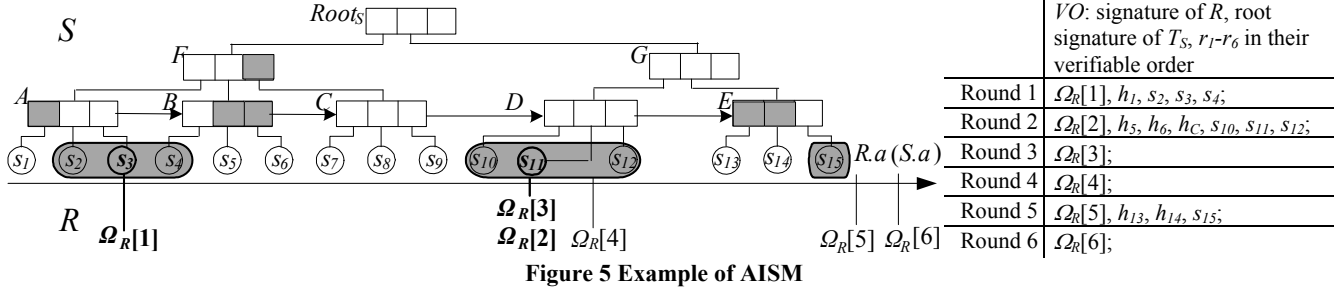 S
Root_S
F
G
A
B
C
D
E
s₁ s₂ s₃ s₄ s₅ s₆ s₇ s₈ s₉ s₁₀ s₁₁ s₁₂ s₁₃ s₁₄ s₁₅ R.a (S.a)
R
Ω_R[1]
Ω_R[3]
Ω_R[2] Ω_R[4]
Ω_R[5] Ω_R[6]
VO: signature of R, root
signature of T_S, r₁-r₆ in their
verifiable order
Round 1 Ω_R[1], h₁, s₂, s₃, s₄;
Round 2 Ω_R[2], h₅, h₆, h_C, s₁₀, s₁₁, s₁₂;
Round 3 Ω_R[3];
Round 4 Ω_R[4];
Round 5 Ω_R[5], h₁₃, h₁₄, s₁₅;
Round 6 Ω_R[6];
Figure 5 Example of AISM